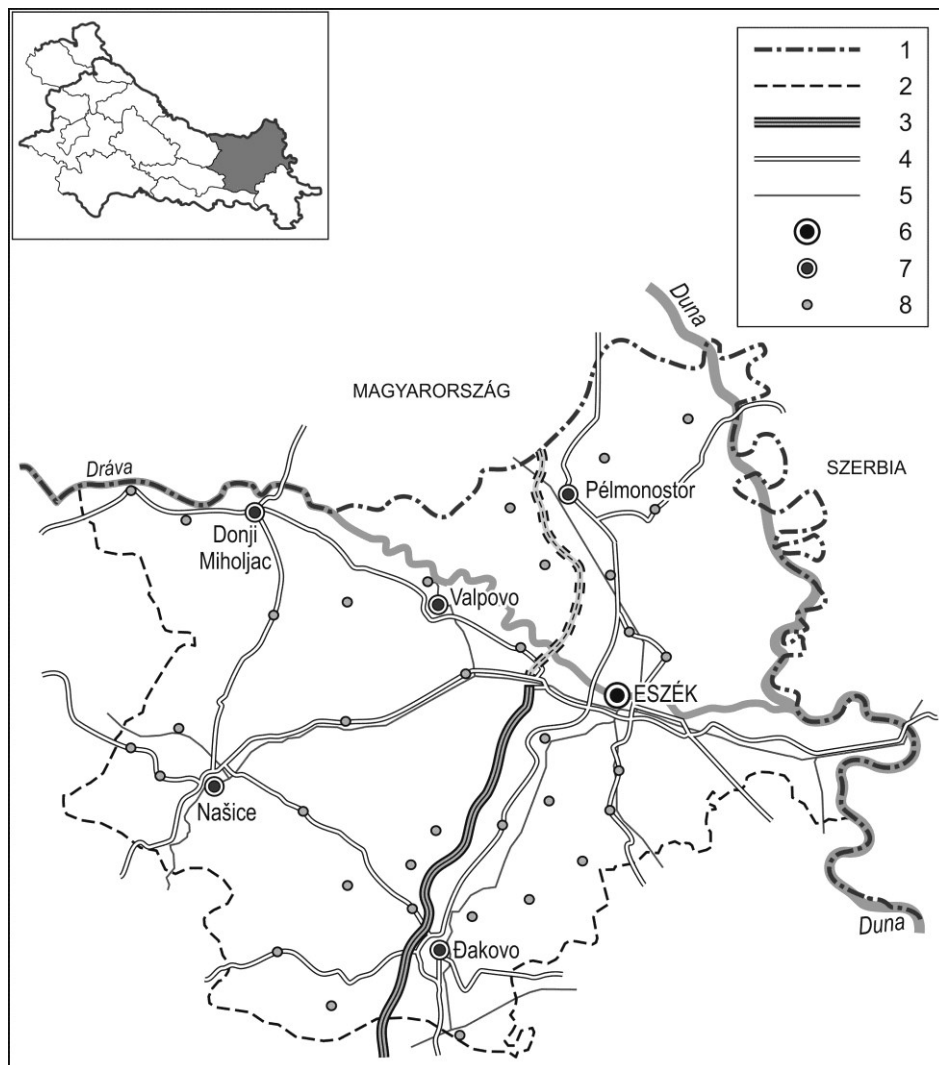 1
2
3
4
5
6
7
8
Duna
MAGYARORSZÁG
SZERBIA
Dráva
Pélmonostor
Donji
Miholjac
Valpovo
ESZÉK
Našice
Duna
Đakovo